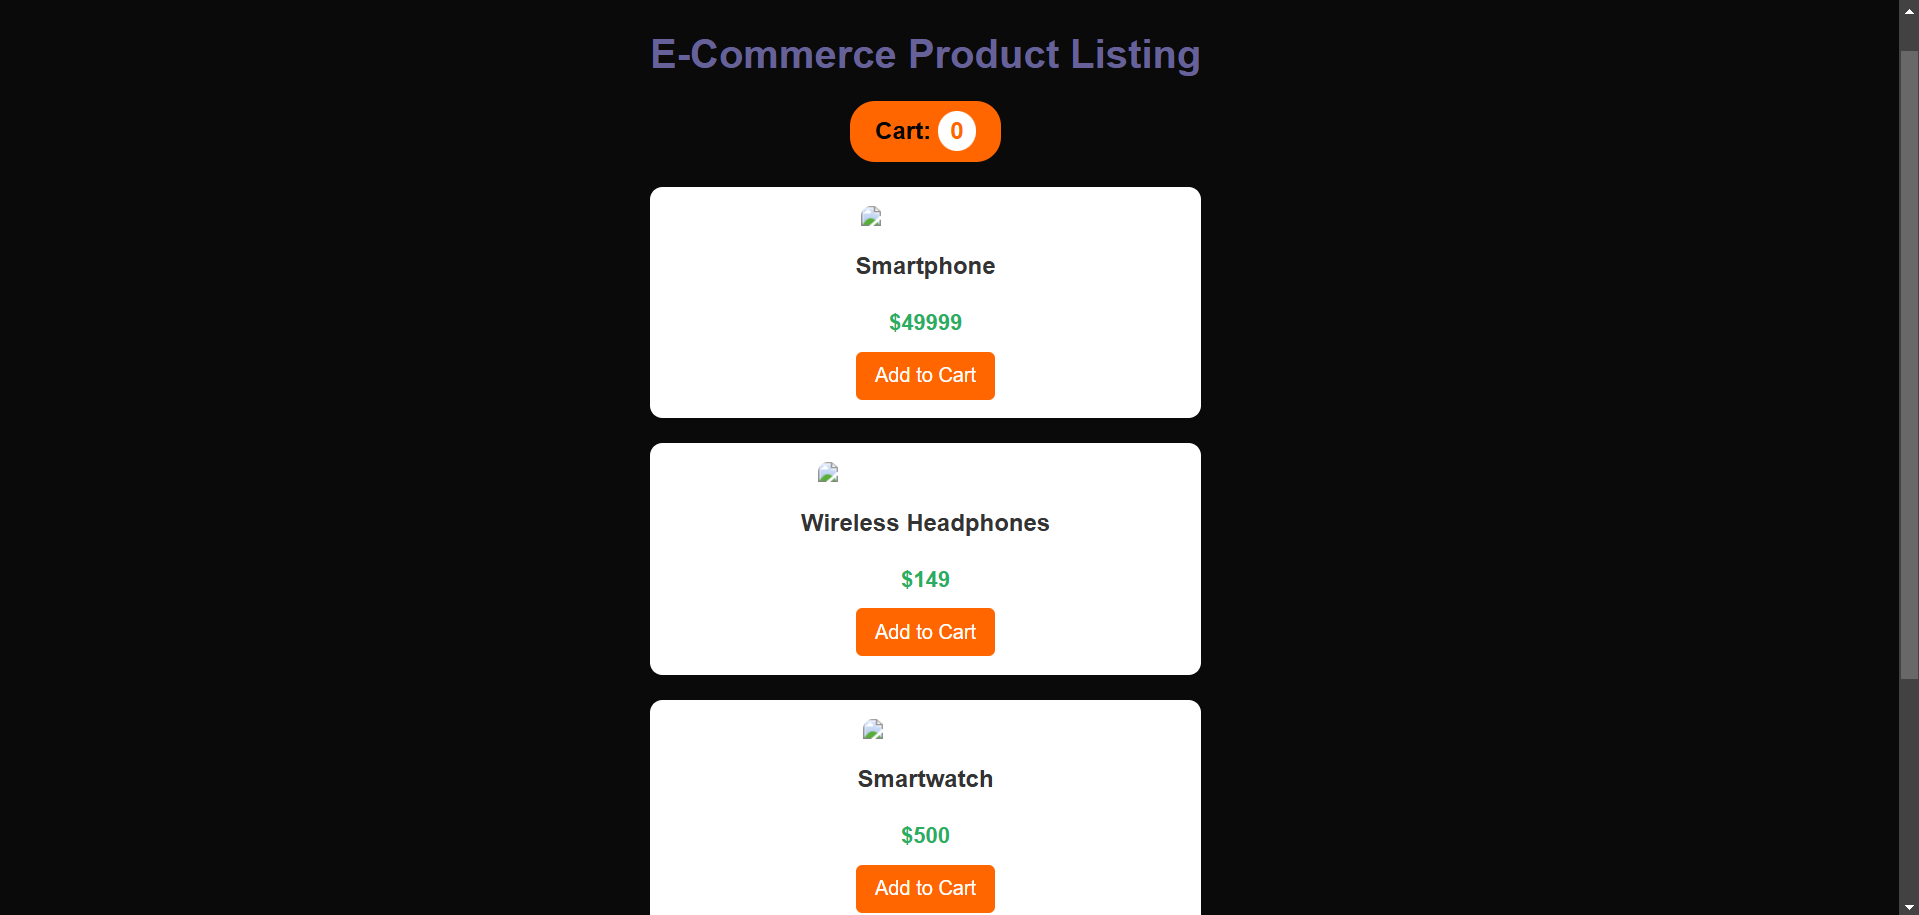 E-Commerce Product Listing
Cart: 0
Smartphone
$49999
Add to Cart
Wireless Headphones
$149
Add to Cart
Smartwatch
$500
Add to Cart